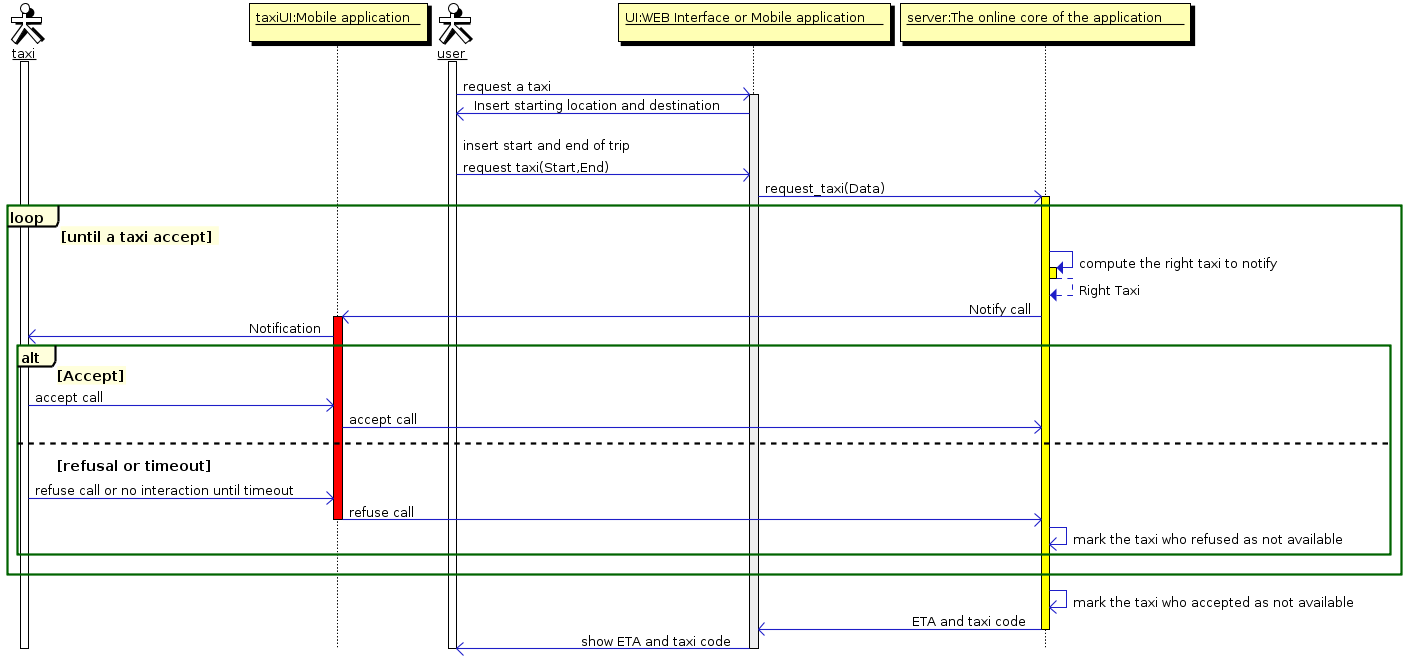 taxi
taxiUI:Mobile application
user
UI:WEB Interface or Mobile application
server:The online core of the application
request a taxi
Insert starting location and destination
insert start and end of trip
request taxi(Start,End)
request_taxi(Data)
loop
[until a taxi accept]
compute the right taxi to notify
Right Taxi
Notify call
Notification
alt
[Accept]
accept call
accept call
[refusal or timeout]
refuse call or no interaction until timeout
refuse call
mark the taxi who refused as not available
mark the taxi who accepted as not available
ETA and taxi code
show ETA and taxi code